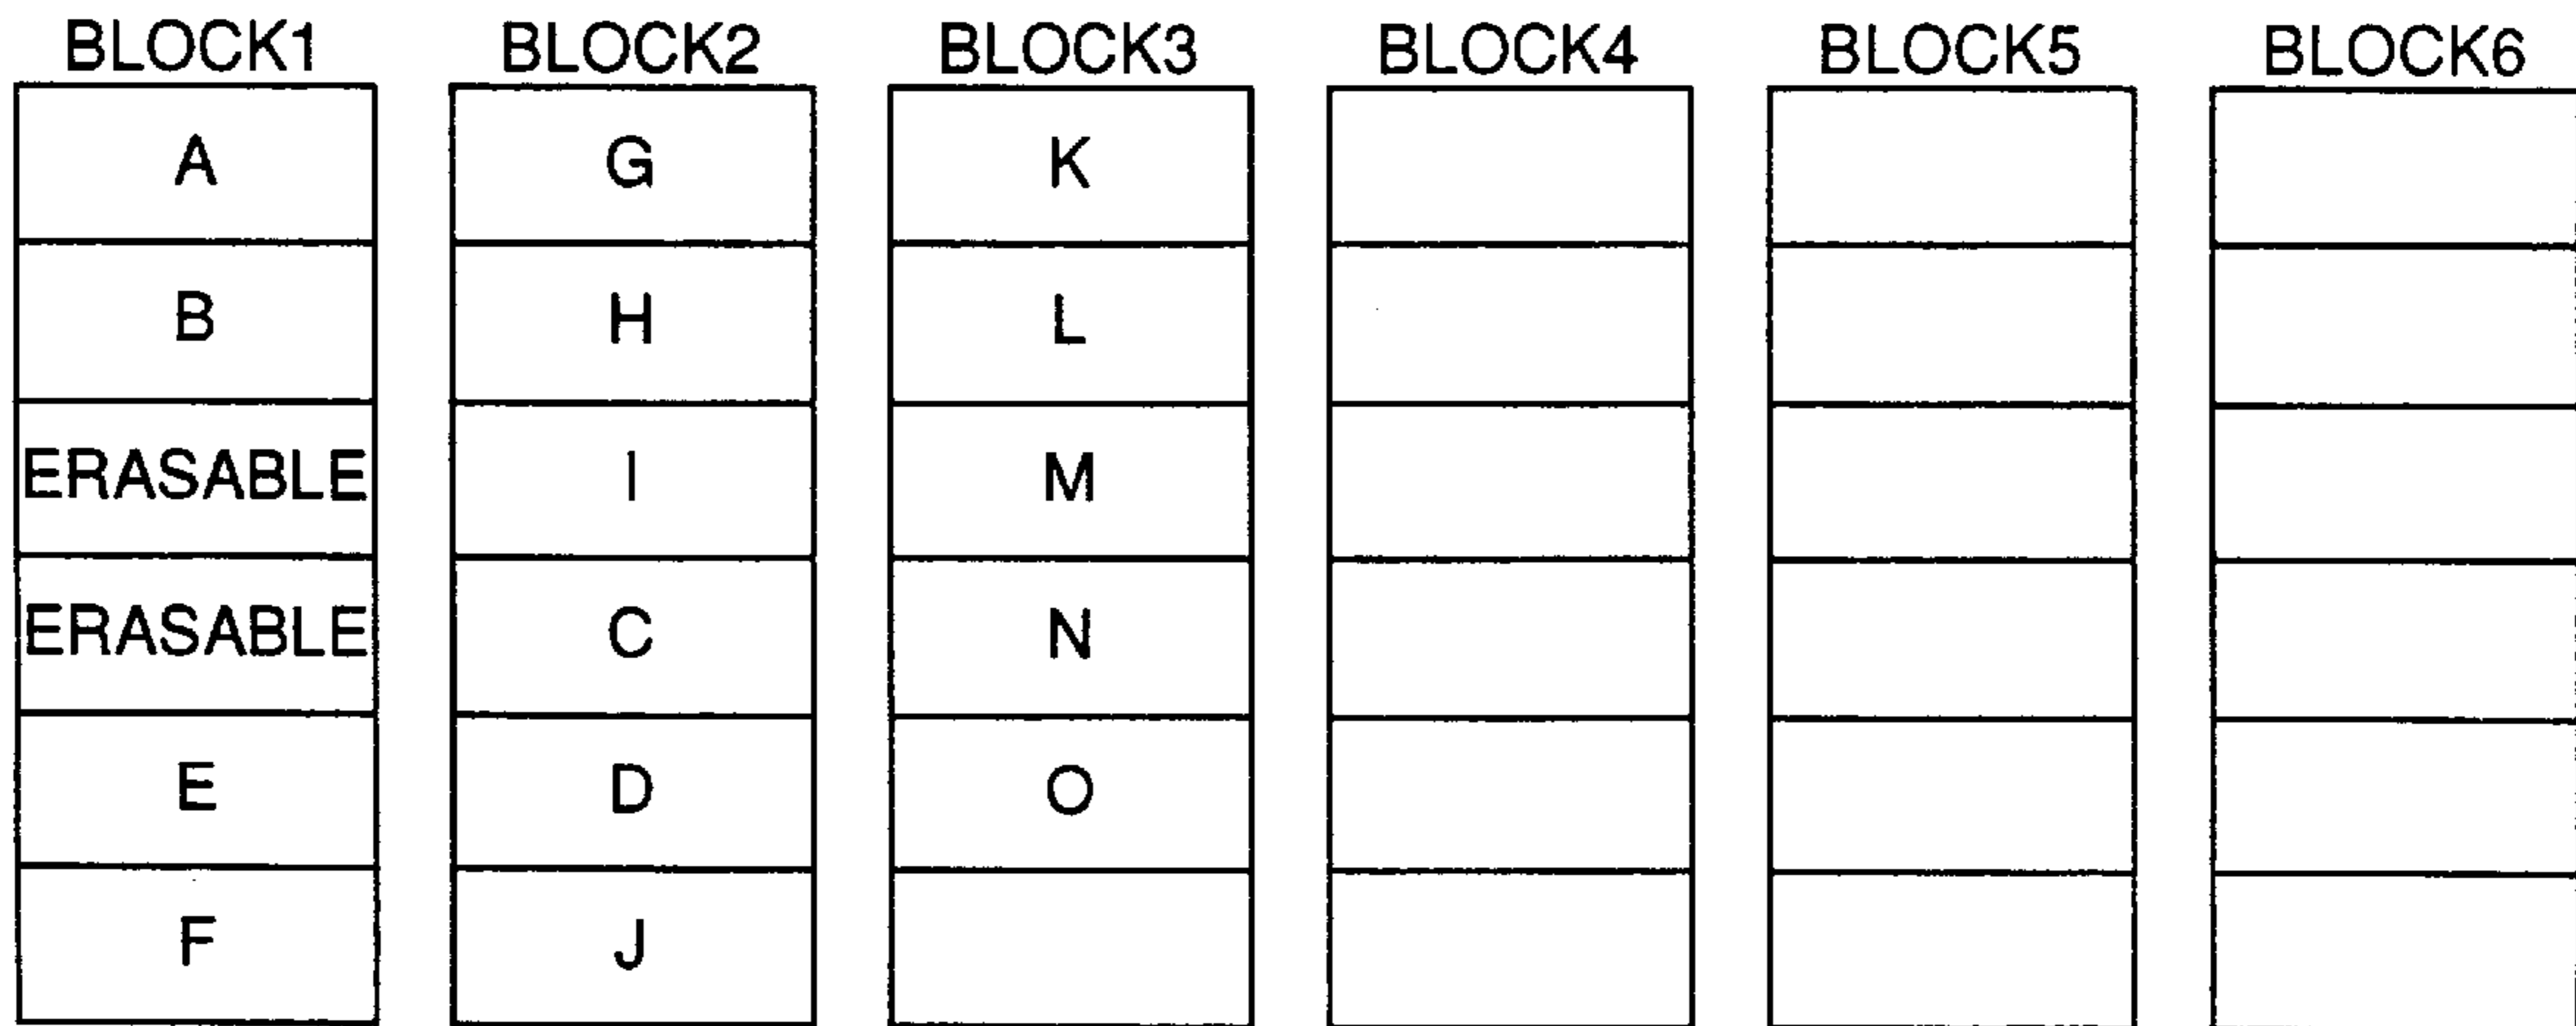 BLOCK1 BLOCK2 BLOCK3 BLOCK4 BLOCK5 BLOCK6
A G K
B H L
ERASABLE I M
ERASABLE C N
E D O
F J